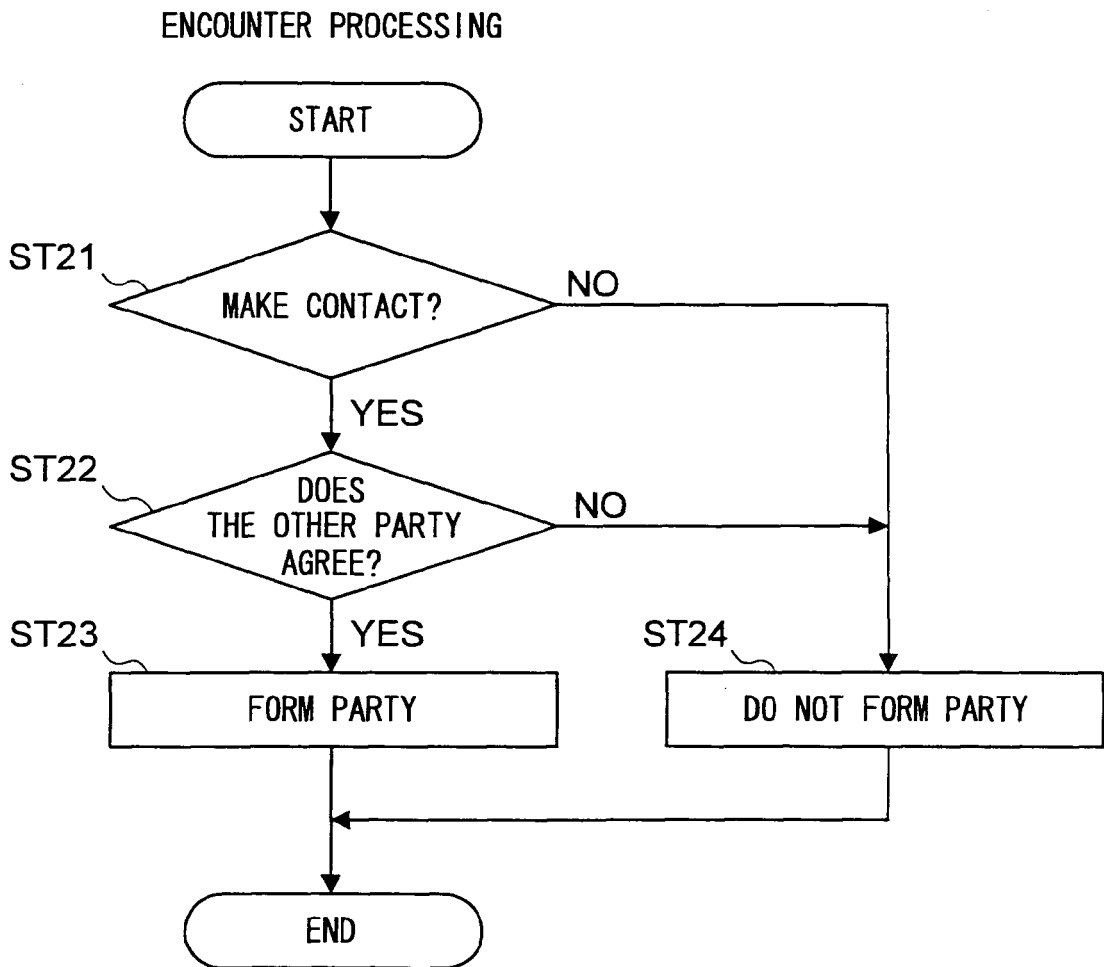 ENCOUNTER PROCESSING
START
ST21
MAKE CONTACT?
NO
YES
ST22
DOES
THE OTHER PARTY
AGREE?
NO
YES
ST23
FORM PARTY
ST24
DO NOT FORM PARTY
END